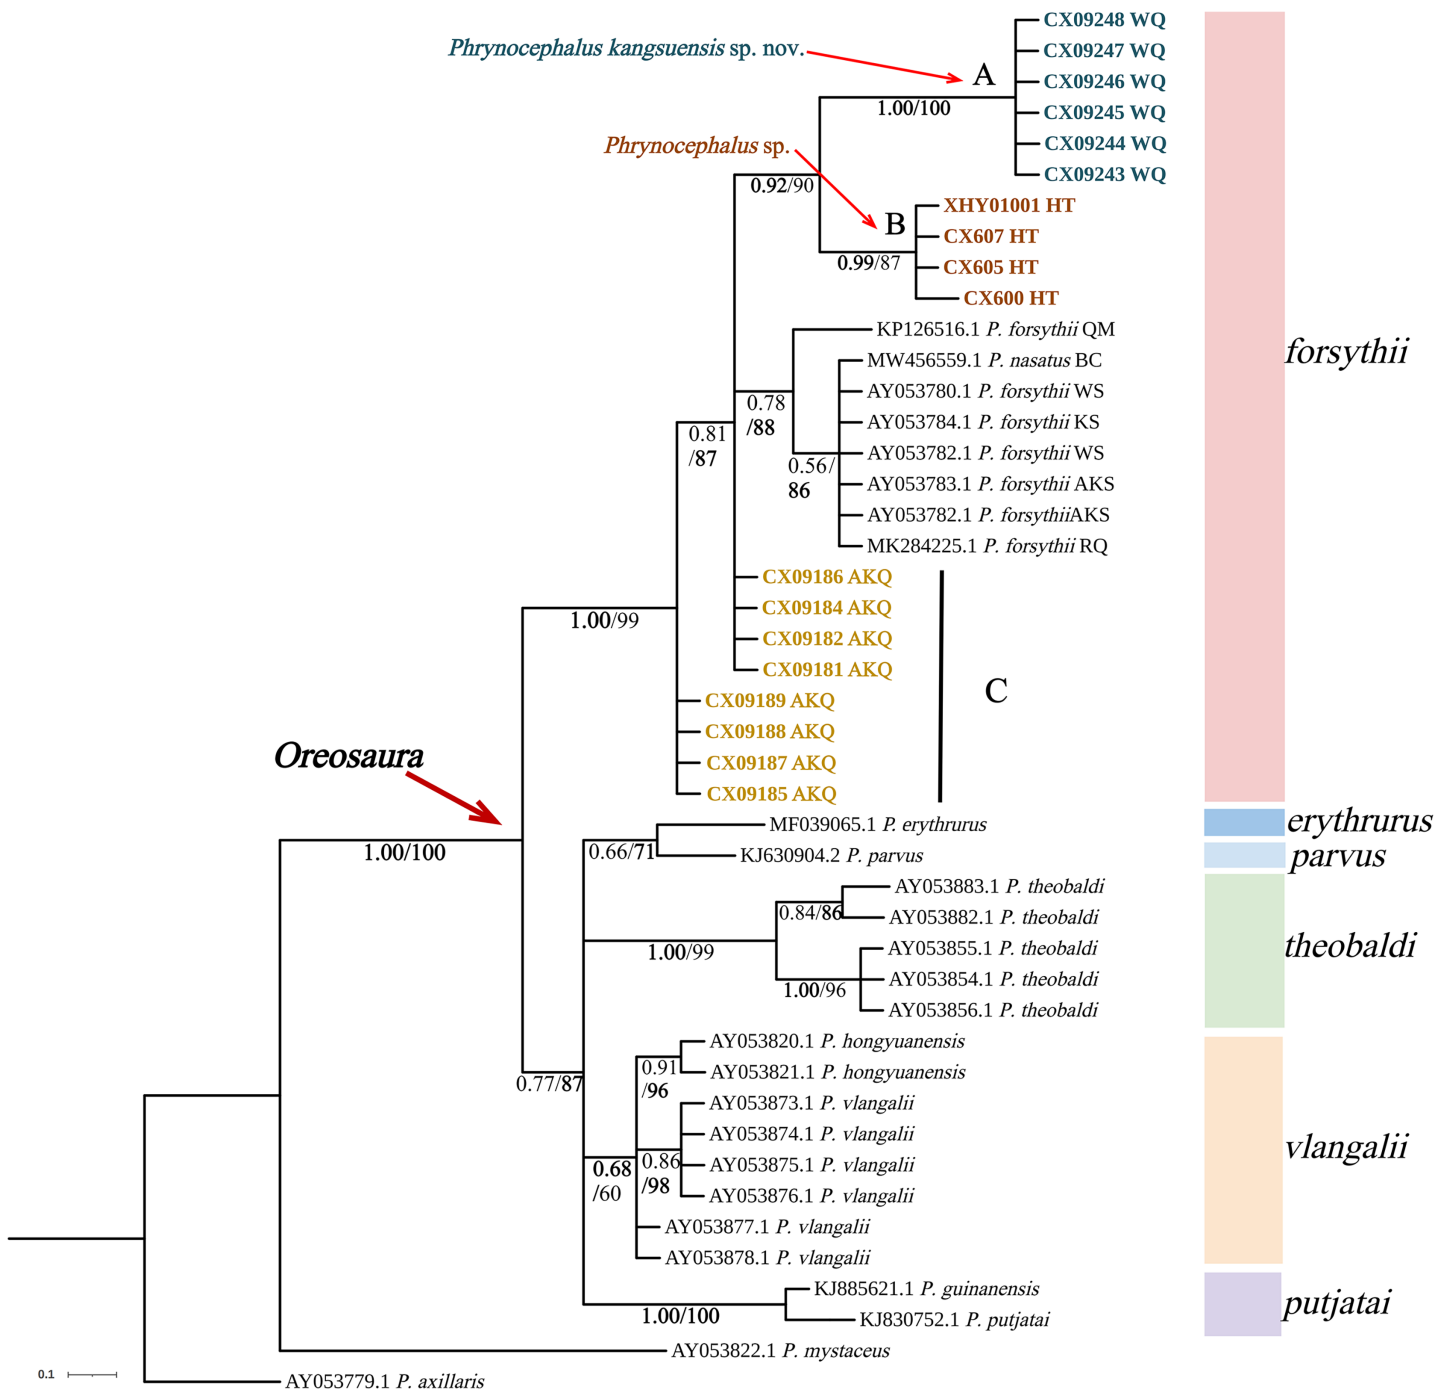 CX09248 WQ
Phrynocephalus kangsuensis sp. nov.
CX09247 WQ
A
CX09246 WQ
1.00/100
CX09245 WQ
Phrynocephalus sp.
CX09244 WQ
0.92/90
CX09243 WQ
XHY01001 HT
B
CX607 HT
0.99/87
CX605 HT
CX600 HT
KP126516.1 P. forsythii QM
forsythii
MW456559.1 P. nasatus BC
AY053780.1 P. forsythii WS
0.78
/88
AY053784.1 P. forsythii KS
0.81
/87
AY053782.1 P. forsythii WS
0.56/
86
AY053783.1 P. forsythii AKS
AY053782.1 P. forsythiiAKS
MK284225.1 P. forsythii RQ
CX09186 AKQ
CX09184 AKQ
1.00/99
CX09182 AKQ
CX09181 AKQ
C
CX09189 AKQ
CX09188 AKQ
Oreosaura
CX09187 AKQ
CX09185 AKQ
MF039065.1 P. erythrurus
erythrurus
1.00/100
0.66/71
KJ630904.2 P. parvus
parvus
AY053883.1 P. theobaldi
0.84/86
AY053882.1 P. theobaldi
1.00/99
AY053855.1 P. theobaldi
theobaldi
AY053854.1 P. theobaldi
1.00/96
AY053856.1 P. theobaldi
AY053820.1 P. hongyuanensis
0.91
/96
AY053821.1 P. hongyuanensis
0.77/87
AY053873.1 P. vlangalii
AY053874.1 P. vlangalii
vlangalii
0.68
/60
0.86
/98
AY053875.1 P. vlangalii
AY053876.1 P. vlangalii
AY053877.1 P. vlangalii
AY053878.1 P. vlangalii
KJ885621.1 P. guinanensis
putjatai
1.00/100
KJ830752.1 P. putjatai
AY053822.1 P. mystaceus
0.1
AY053779.1 P. axillaris